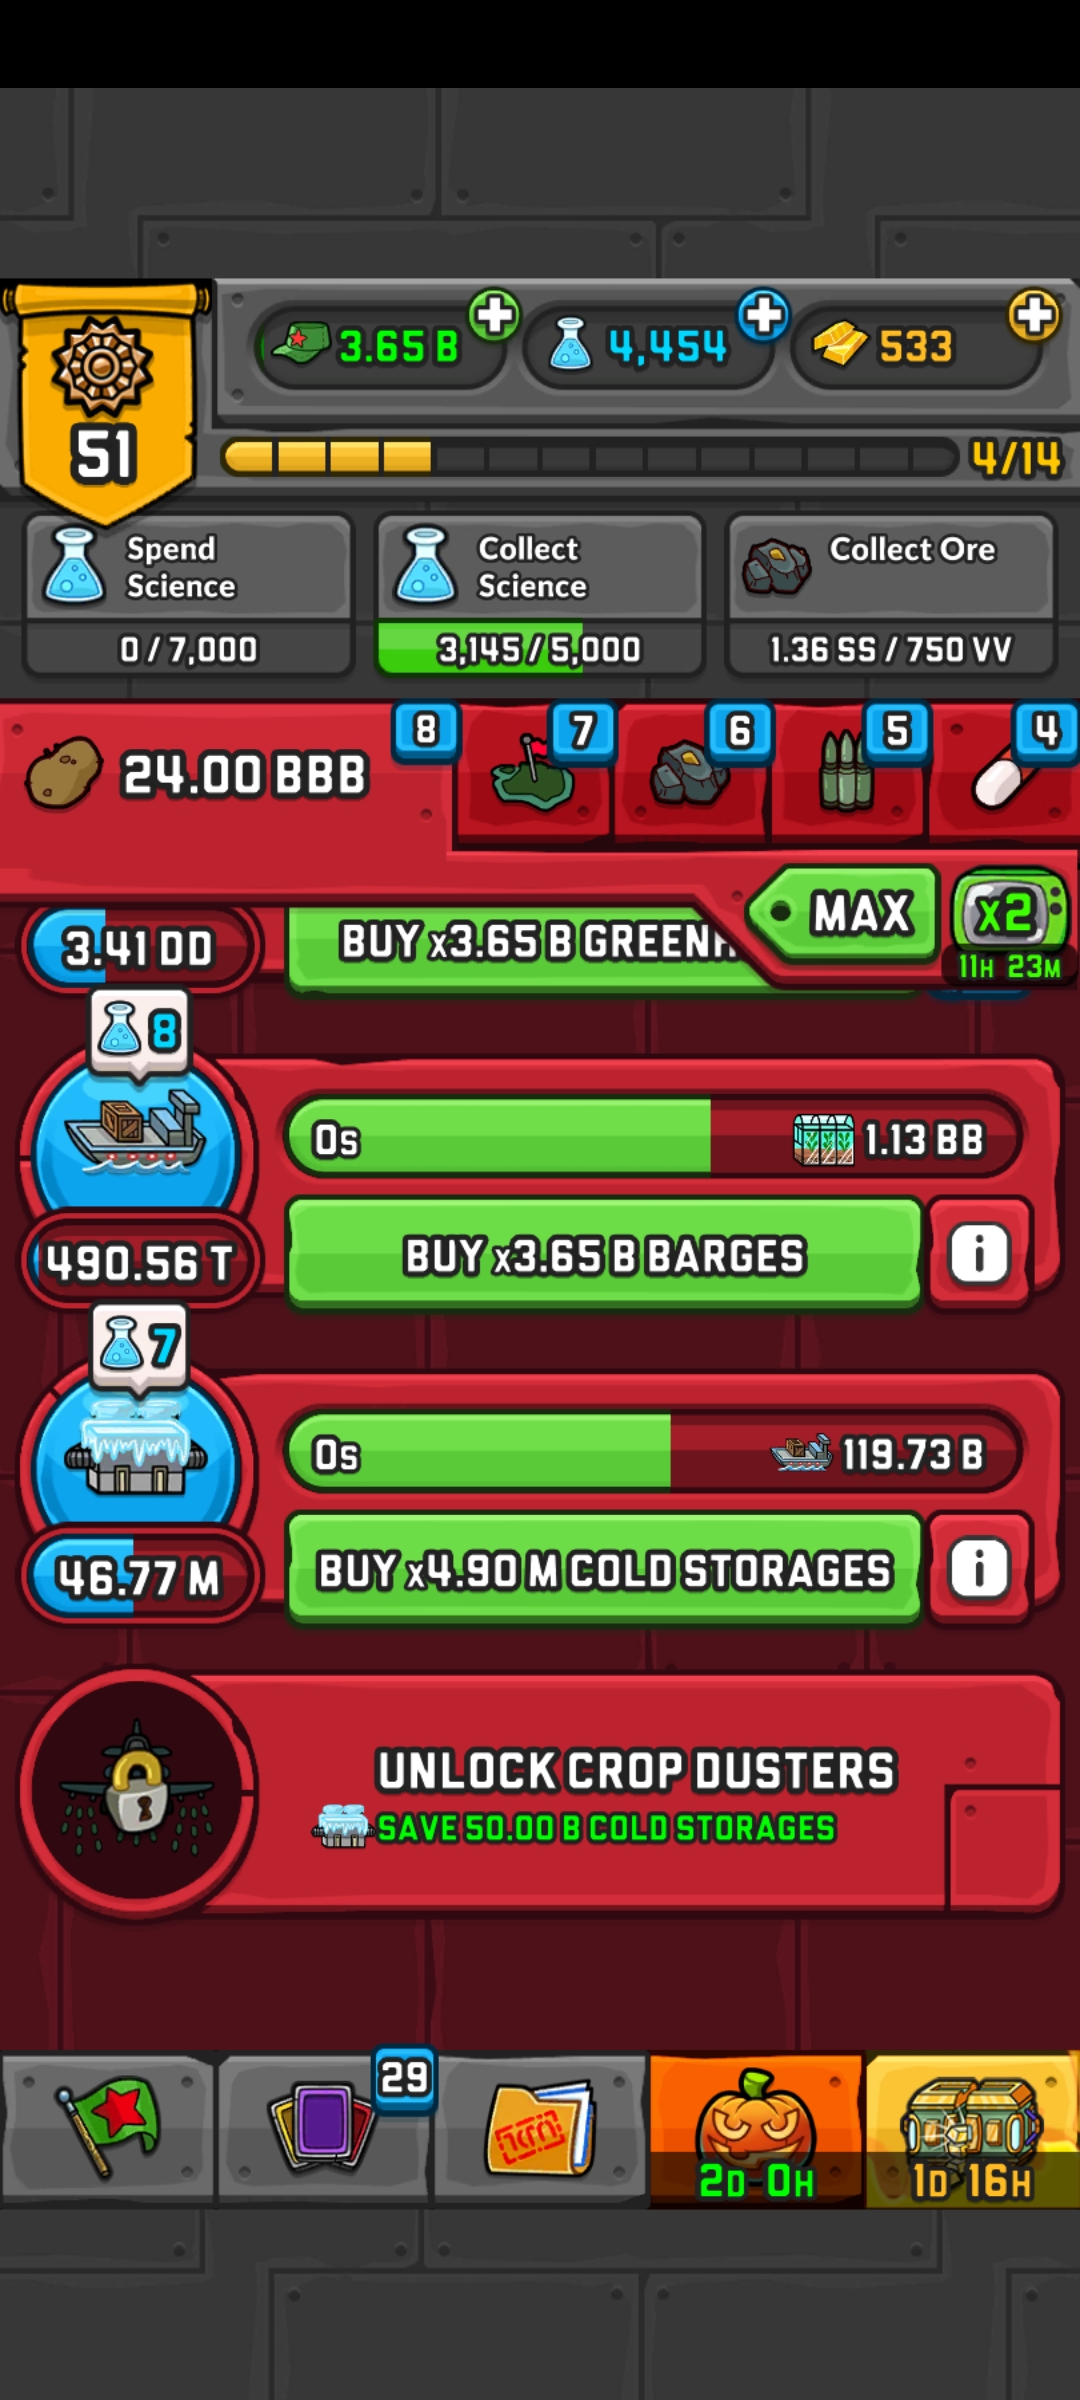 3.65 B
4,454
533
51
4/14
Spend
Science
0 / 7,000
Collect
Science
3,145 / 5,000
Collect Ore
1.36 SS / 750 VV
24.00 BBB
8
7
6
5
4
MAX
x2
11H 23M
3.41 DD
BUY x3.65 B GREENH
8
0s
1.13 BB
490.56 T
BUY x3.65 B BARGES
i
7
0s
119.73 B
46.77 M
BUY x4.90 M COLD STORAGES
i
UNLOCK CROP DUSTERS
SAVE 50.00 B COLD STORAGES
29
2D 0H
1D 16H